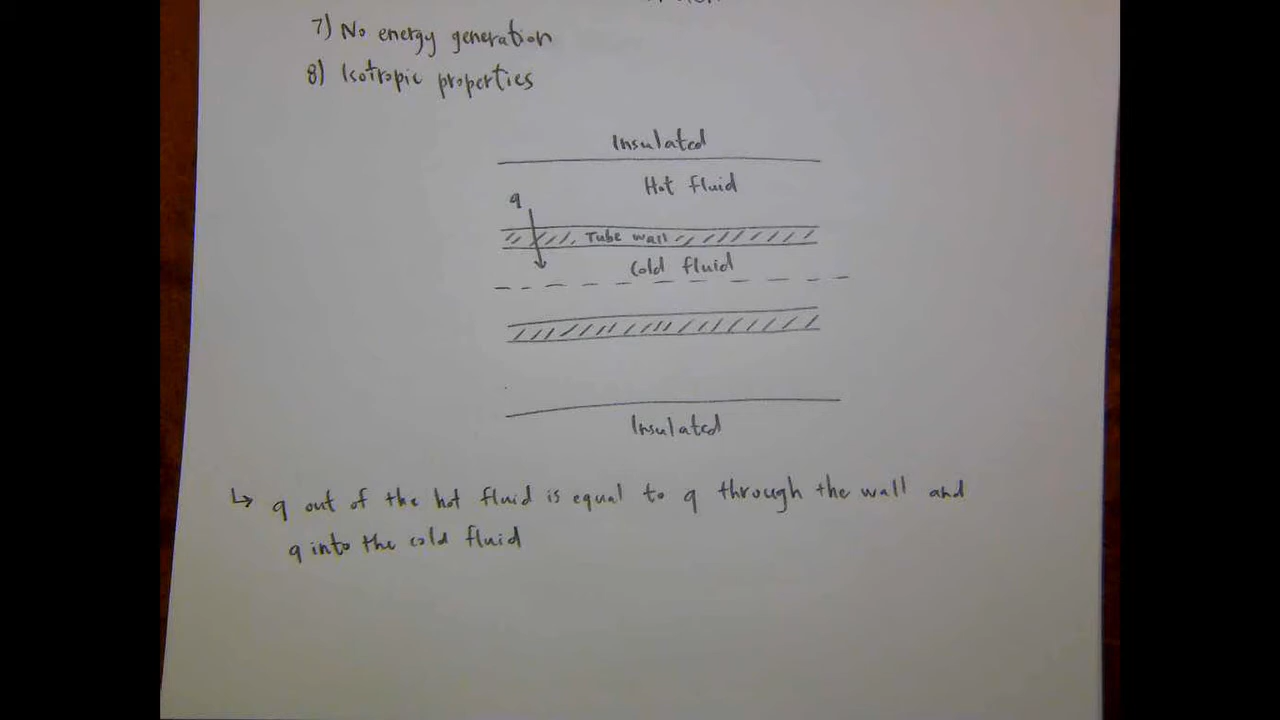 7) No energy generation
8) Isotropic properties
Insulated
Hot fluid
q
Tube wall
Cold fluid
Insulated
↳ q out of the hot fluid is equal to q through the wall and
q into the cold fluid